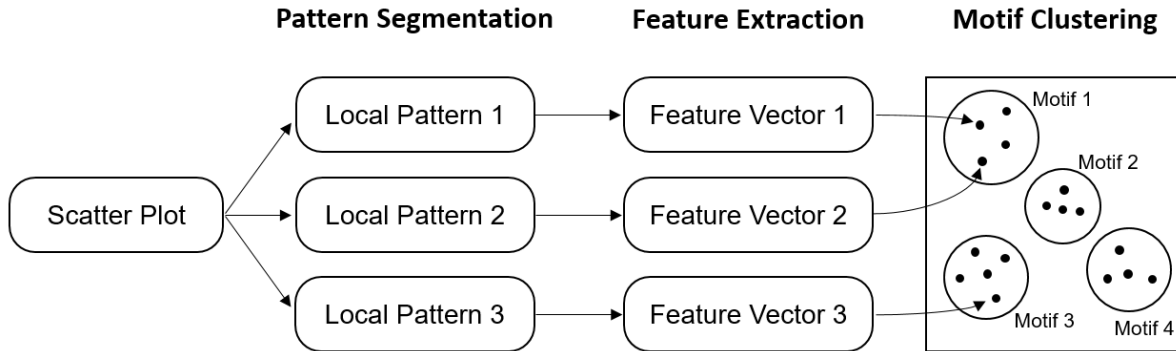 Pattern Segmentation
Feature Extraction
Motif Clustering
Scatter Plot
Local Pattern 1
Feature Vector 1
Motif 1
Local Pattern 2
Feature Vector 2
Motif 2
Local Pattern 3
Feature Vector 3
Motif 3
Motif 4